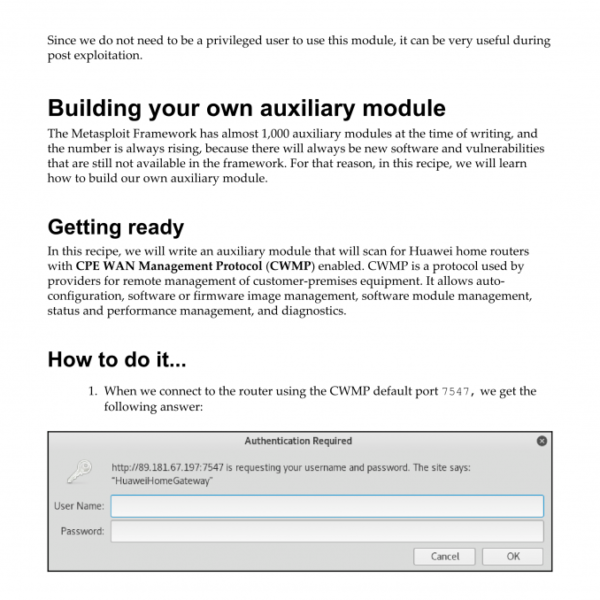 Since we do not need to be a privileged user to use this module, it can be very useful during
post exploitation.
Building your own auxiliary module
The Metasploit Framework has almost 1,000 auxiliary modules at the time of writing, and
the number is always rising, because there will always be new software and vulnerabilities
that are still not available in the framework. For that reason, in this recipe, we will learn
how to build our own auxiliary module.
Getting ready
In this recipe, we will write an auxiliary module that will scan for Huawei home routers
with CPE WAN Management Protocol (CWMP) enabled. CWMP is a protocol used by
providers for remote management of customer-premises equipment. It allows auto-
configuration, software or firmware image management, software module management,
status and performance management, and diagnostics.
How to do it...
1. When we connect to the router using the CWMP default port 7547, we get the
following answer:
Authentication Required
http://89.181.67.197:7547 is requesting your username and password. The site says:
"HuaweiHomeGateway"
User Name:
Password:
Cancel OK